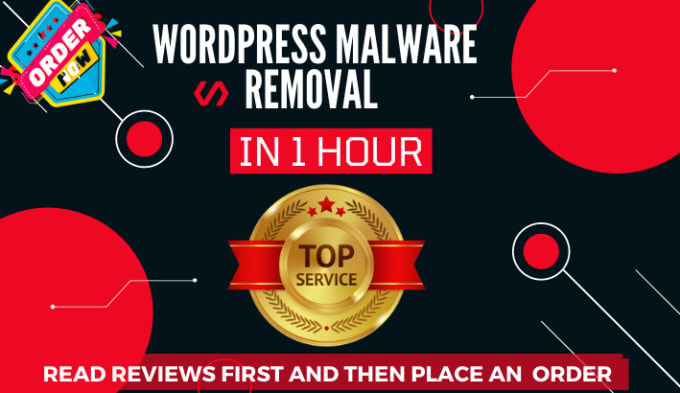 ORDER
NOW
WORDPRESS MALWARE
REMOVAL
IN 1 HOUR
TOP
SERVICE
READ REVIEWS FIRST AND THEN PLACE AN ORDER